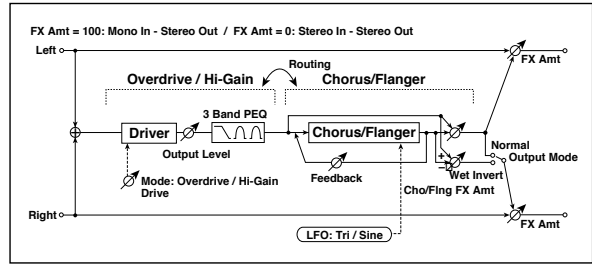 FX Amt = 100: Mono In - Stereo Out / FX Amt = 0: Stereo In - Stereo Out
Left
FX Amt
Routing
Overdrive / Hi-Gain
Chorus/Flanger
3 Band PEQ
Driver
Chorus/Flanger
Normal
Output Mode
Output Level
+
−
Wet Invert
Feedback
Cho/Flng FX Amt
Mode: Overdrive / Hi-Gain
Drive
Right
FX Amt
LFO: Tri / Sine